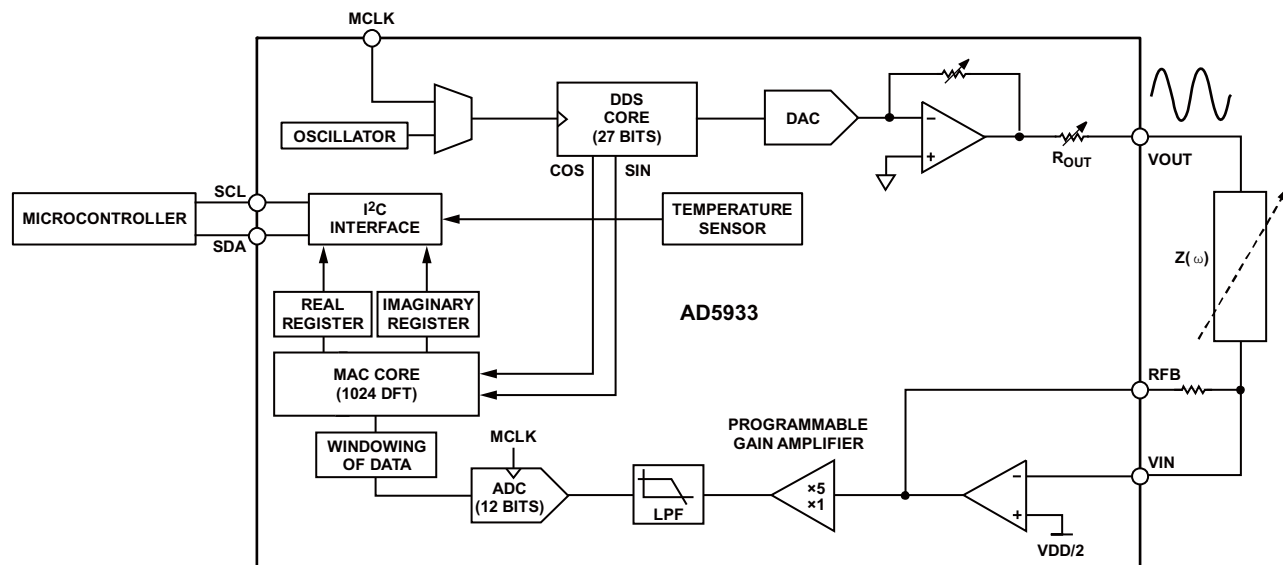 MCLK
DDS
CORE
(27 BITS)
DAC
−
+
R_OUT
VOUT
OSCILLATOR
COS
SIN
SCL
MICROCONTROLLER
SDA
I²C
INTERFACE
TEMPERATURE
SENSOR
Z(ω)
REAL
REGISTER
IMAGINARY
REGISTER
AD5933
MAC CORE
(1024 DFT)
RFB
PROGRAMMABLE
GAIN AMPLIFIER
WINDOWING
OF DATA
MCLK
VIN
ADC
(12 BITS)
LPF
×5
×1
−
+
VDD/2